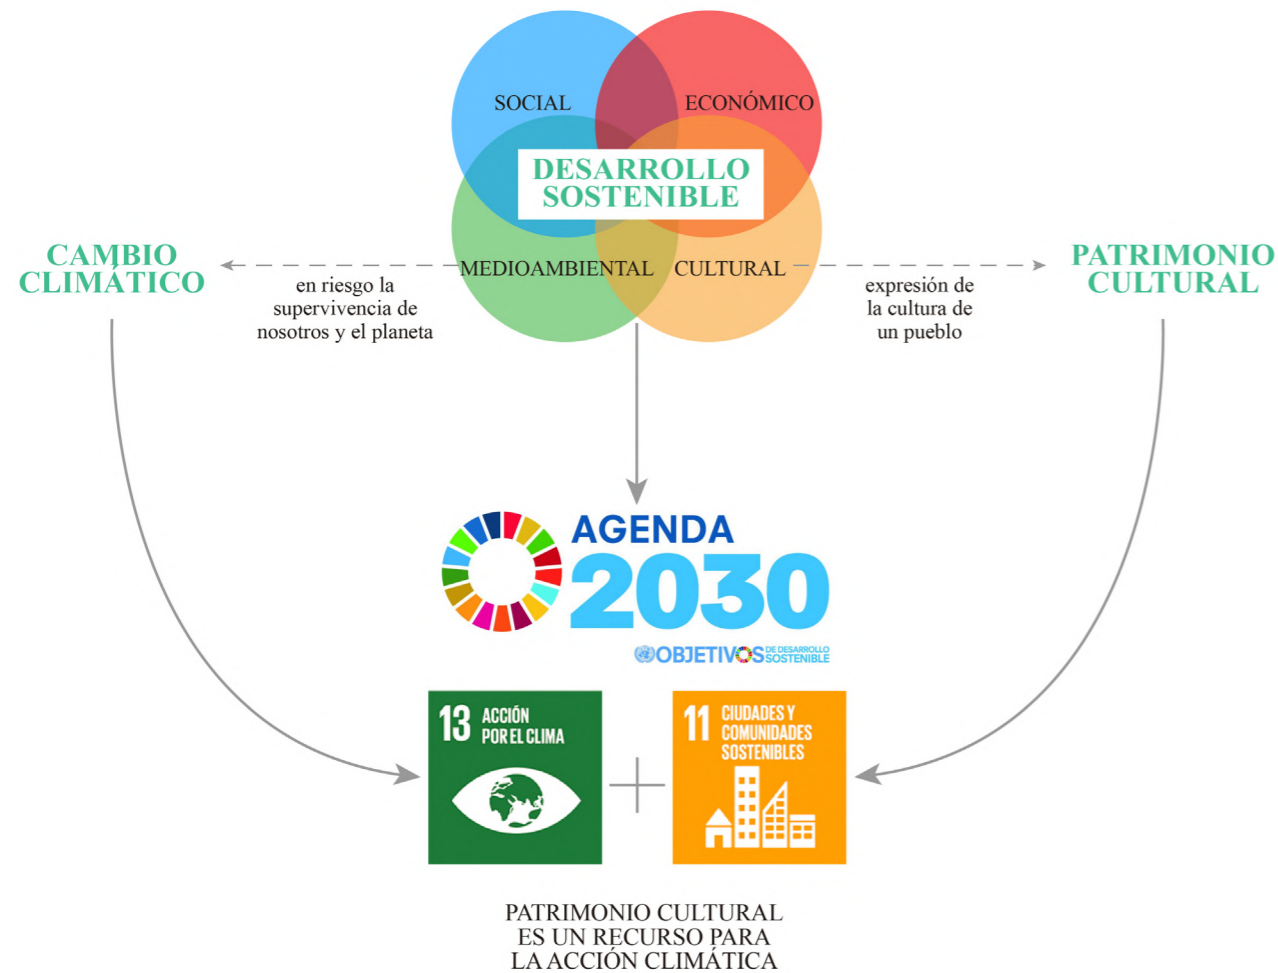 SOCIAL
ECONÓMICO
DESARROLLO
SOSTENIBLE
MEDIOAMBIENTAL
CULTURAL
CAMBIO
CLIMÁTICO
en riesgo la
supervivencia de
nosotros y el planeta
expresión de
la cultura de
un pueblo
PATRIMONIO
CULTURAL
AGENDA
2030
OBJETIVOS DE DESARROLLO
SOSTENIBLE
13 ACCIÓN
POR EL CLIMA
11 CIUDADES Y
COMUNIDADES
SOSTENIBLES
PATRIMONIO CULTURAL
ES UN RECURSO PARA
LA ACCIÓN CLIMÁTICA